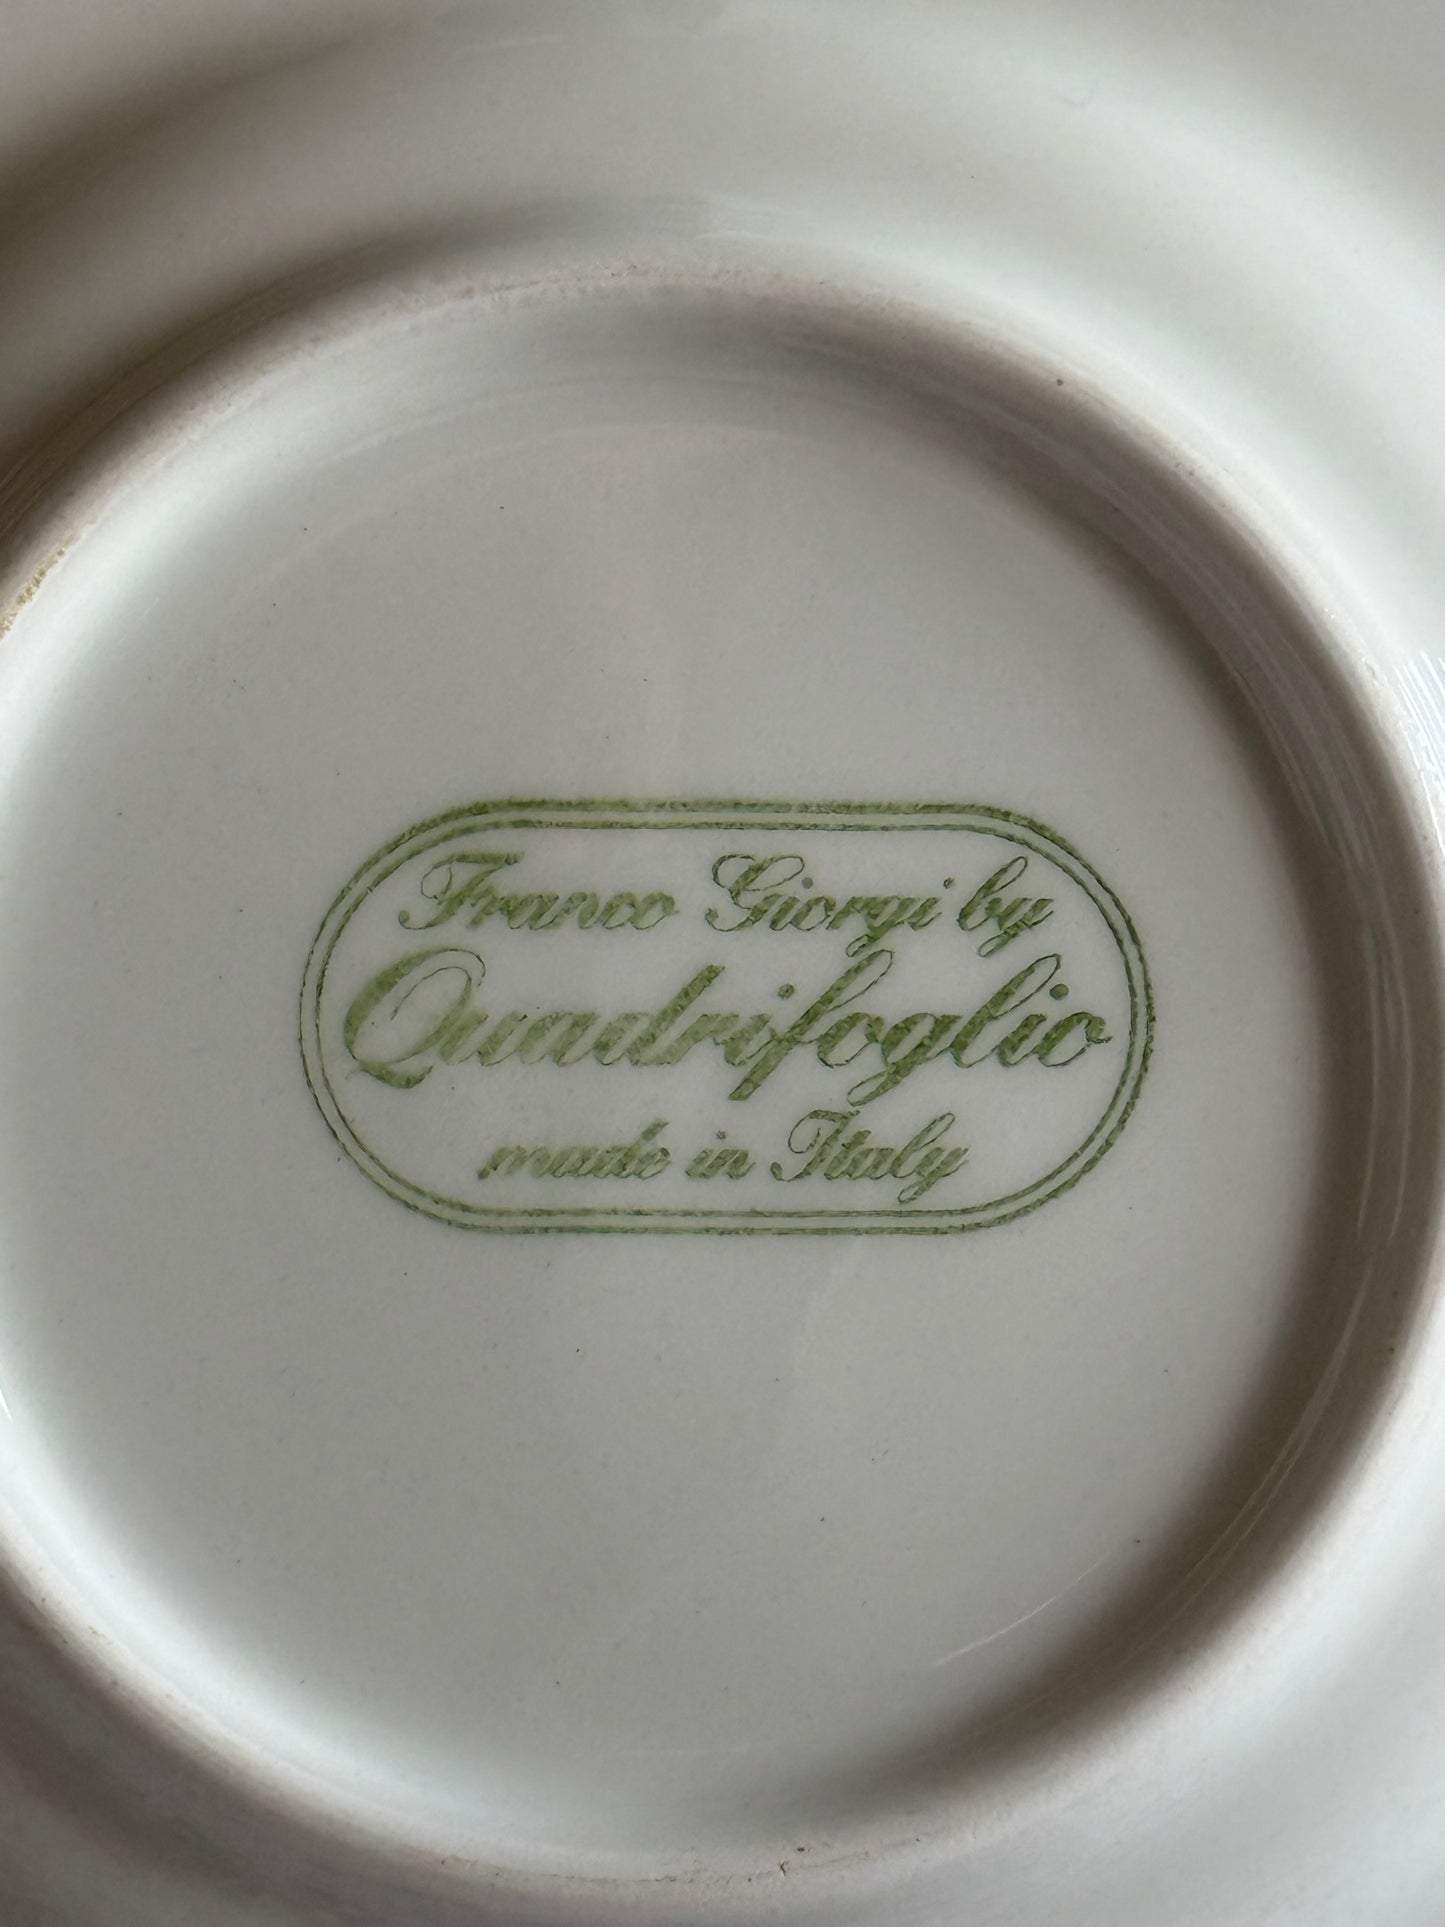 Franco Giorgi by
Quadrifoglio
made in Italy